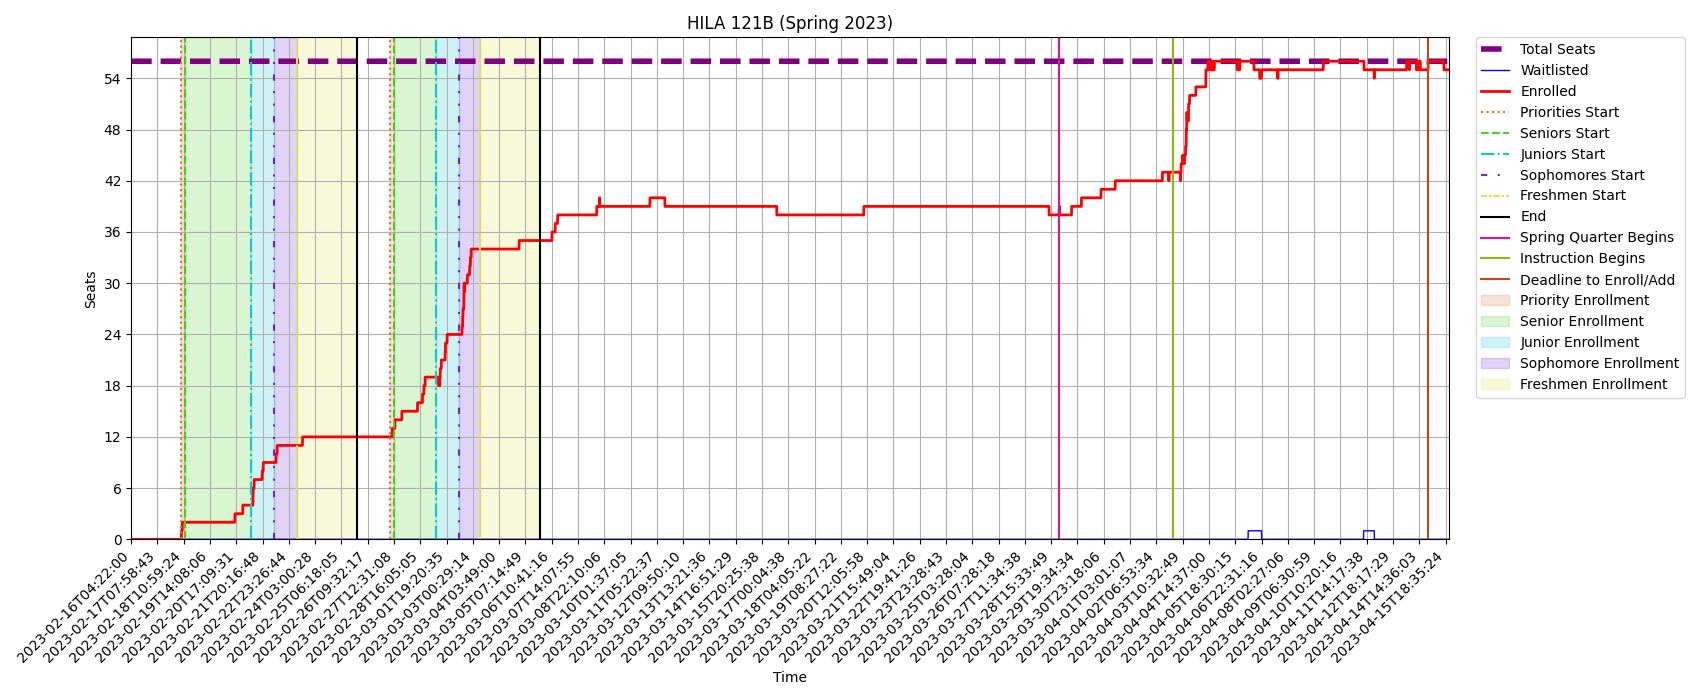 HILA 121B (Spring 2023)
Seats
54
48
42
36
30
24
18
12
6
0
2023-02-16T04:22:00
2023-02-17T07:58:43
2023-02-18T10:59:24
2023-02-19T14:08:06
2023-02-20T17:09:31
2023-02-21T20:16:48
2023-02-22T23:26:44
2023-02-24T03:00:28
2023-02-25T06:18:05
2023-02-26T09:32:17
2023-02-27T12:31:08
2023-02-28T16:05:05
2023-03-01T19:20:35
2023-03-03T00:29:14
2023-03-04T03:49:00
2023-03-05T07:14:49
2023-03-06T10:41:16
2023-03-07T14:07:55
2023-03-08T22:10:06
2023-03-10T01:37:05
2023-03-11T05:22:37
2023-03-12T09:50:10
2023-03-13T13:21:36
2023-03-14T16:51:29
2023-03-15T20:25:38
2023-03-17T00:04:38
2023-03-18T04:05:22
2023-03-19T08:27:22
2023-03-20T12:05:58
2023-03-21T15:49:04
2023-03-22T19:41:26
2023-03-23T23:28:43
2023-03-25T03:28:04
2023-03-26T07:28:18
2023-03-27T11:34:38
2023-03-28T15:33:49
2023-03-29T19:34:34
2023-03-30T23:18:06
2023-04-01T03:01:07
2023-04-02T06:53:34
2023-04-03T10:32:49
2023-04-04T14:37:00
2023-04-05T18:30:15
2023-04-06T22:31:16
2023-04-08T02:27:06
2023-04-09T06:30:59
2023-04-10T10:20:16
2023-04-11T14:17:38
2023-04-12T18:17:29
2023-04-14T14:36:03
2023-04-15T18:35:24
Time
Total Seats
Waitlisted
Enrolled
Priorities Start
Seniors Start
Juniors Start
Sophomores Start
Freshmen Start
End
Spring Quarter Begins
Instruction Begins
Deadline to Enroll/Add
Priority Enrollment
Senior Enrollment
Junior Enrollment
Sophomore Enrollment
Freshmen Enrollment